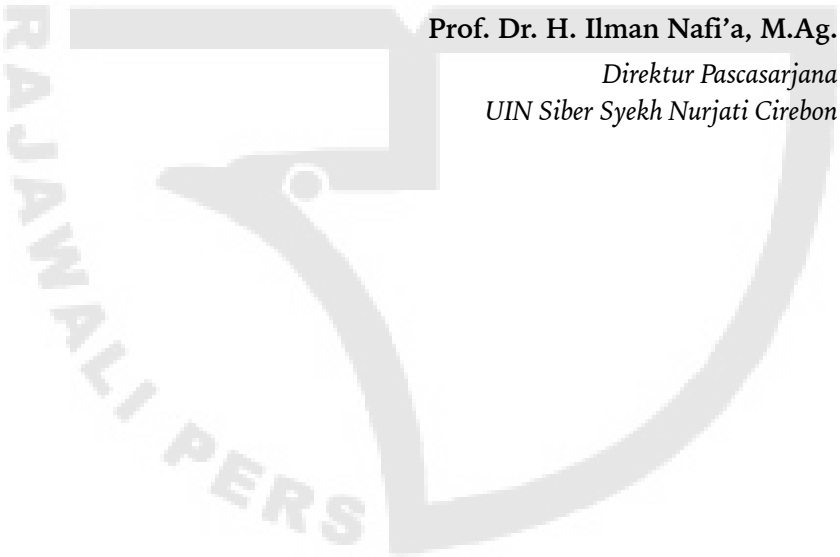 Prof. Dr. H. Ilman Nafi’a, M.Ag.
Direktur Pascasarjana
UIN Siber Syekh Nurjati Cirebon
RAJAWALI PERS